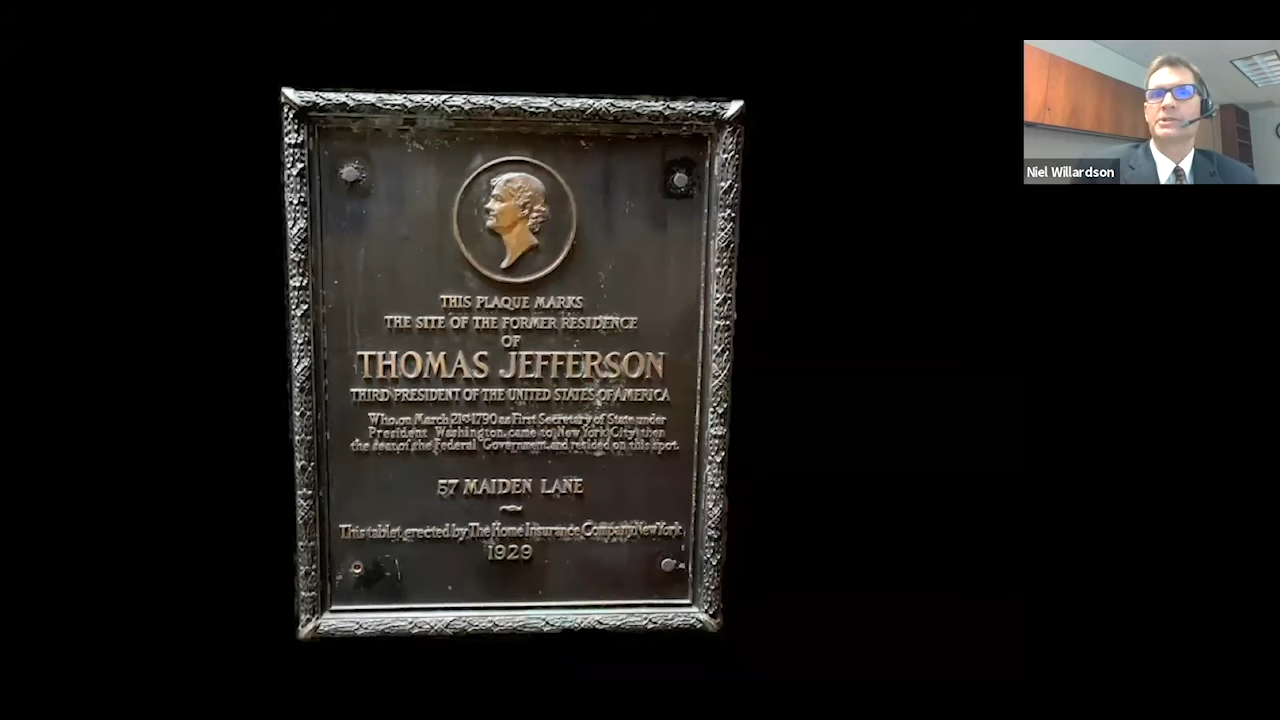 THIS PLAQUE MARKS
THE SITE OF THE FORMER RESIDENCE
OF
THOMAS JEFFERSON
THIRD PRESIDENT OF THE UNITED STATES OF AMERICA
Who, on March 21st 1790 as First Secretary of State under
President Washington, came to New York City, then
the seat of the Federal Government, and resided on this spot.
57 MAIDEN LANE
This tablet erected by The Home Insurance Company, New York,
1929
Niel Willardson